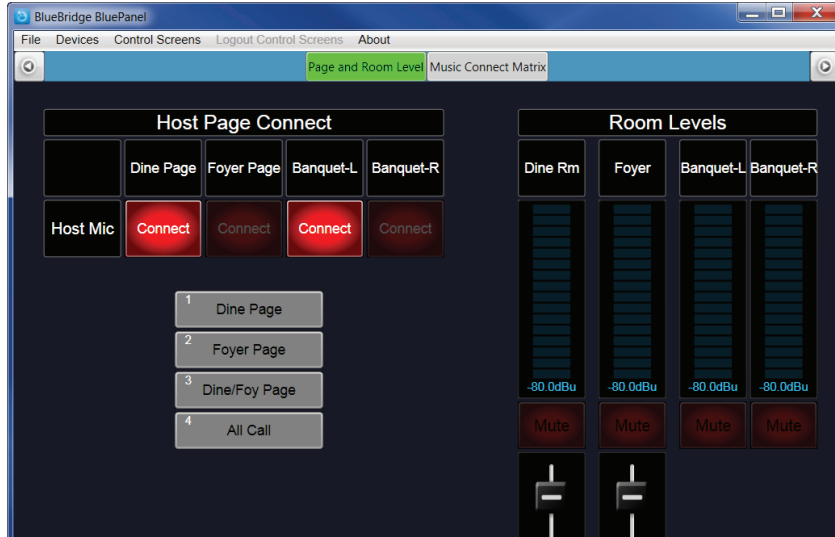 BlueBridge BluePanel
File Devices Control Screens Logout Control Screens About
Page and Room Level Music Connect Matrix
Host Page Connect
Dine Page Foyer Page Banquet-L Banquet-R
Host Mic Connect Connect Connect Connect
1 Dine Page
2 Foyer Page
3 Dine/Foy Page
4 All Call
Room Levels
Dine Rm Foyer Banquet-L Banquet-R
-80.0dBu -80.0dBu -80.0dBu -80.0dBu
Mute Mute Mute Mute